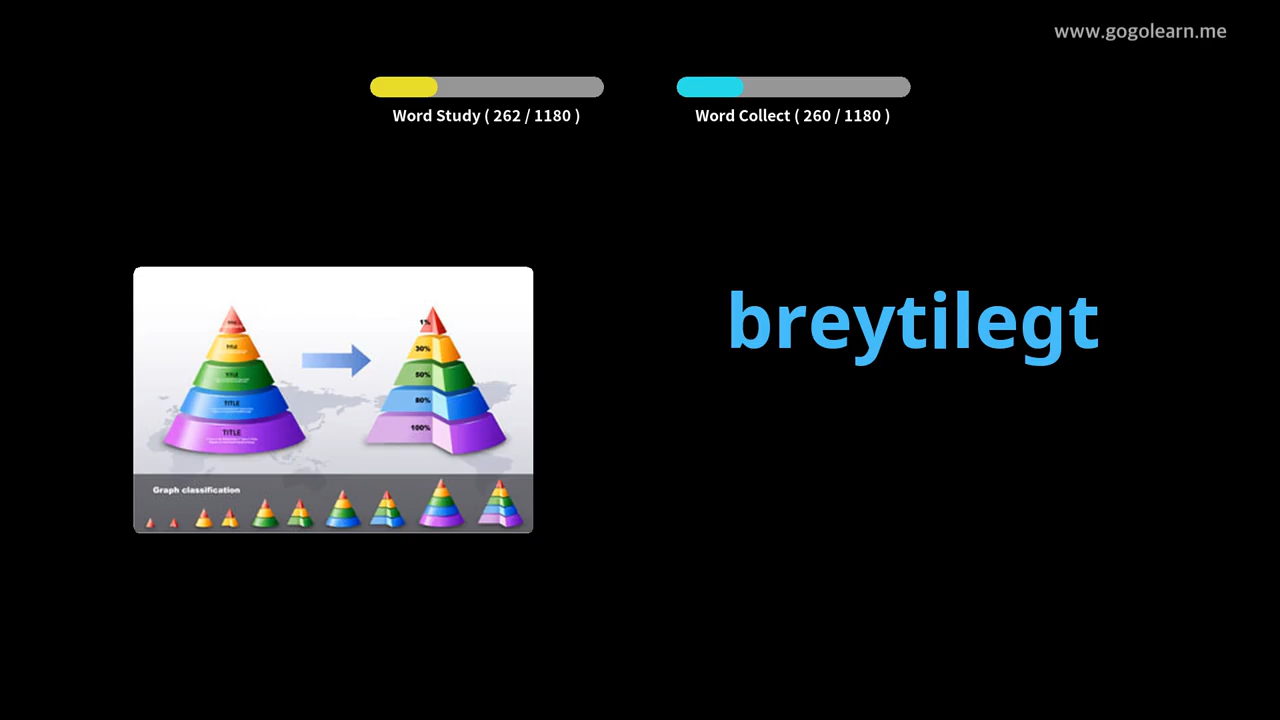 www.gogolearn.me
Word Study ( 262 / 1180 )
Word Collect ( 260 / 1180 )
breytilegt
TITLE
TITLE
TITLE
TITLE
1%
30%
50%
80%
100%
Graph classification